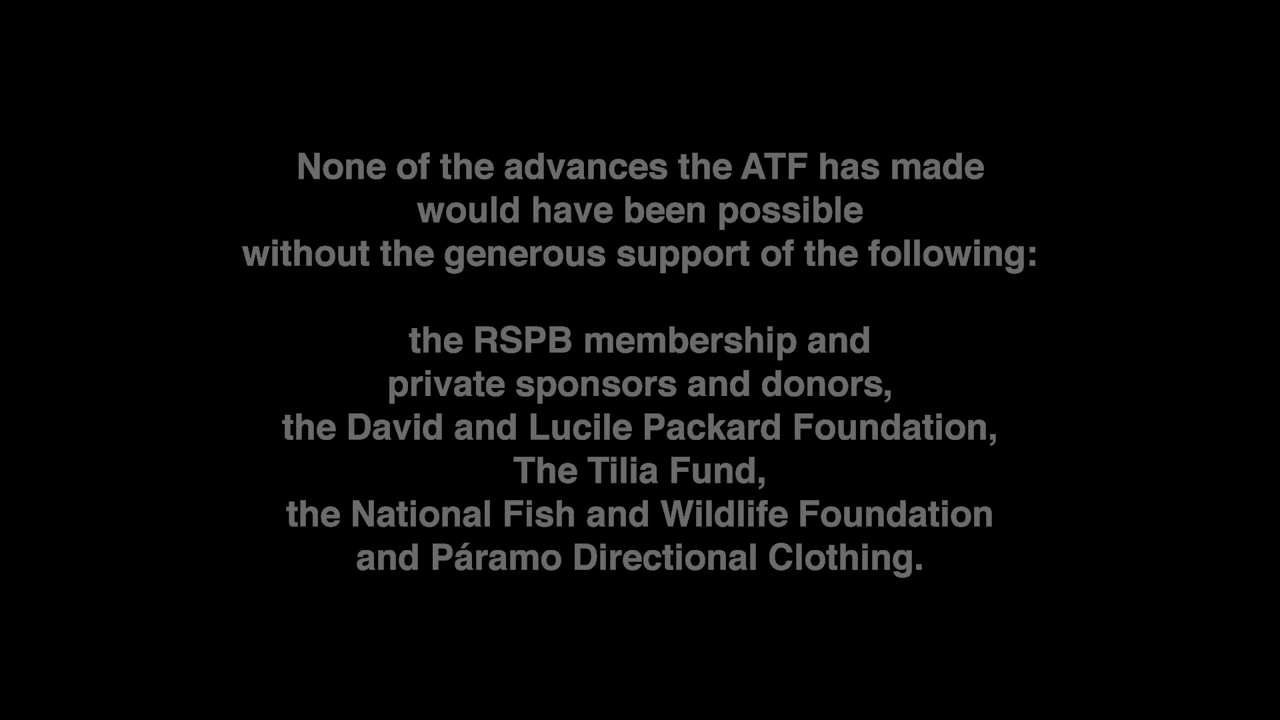 None of the advances the ATF has made
would have been possible
without the generous support of the following:
the RSPB membership and
private sponsors and donors,
the David and Lucile Packard Foundation,
The Tilia Fund,
the National Fish and Wildlife Foundation
and Páramo Directional Clothing.